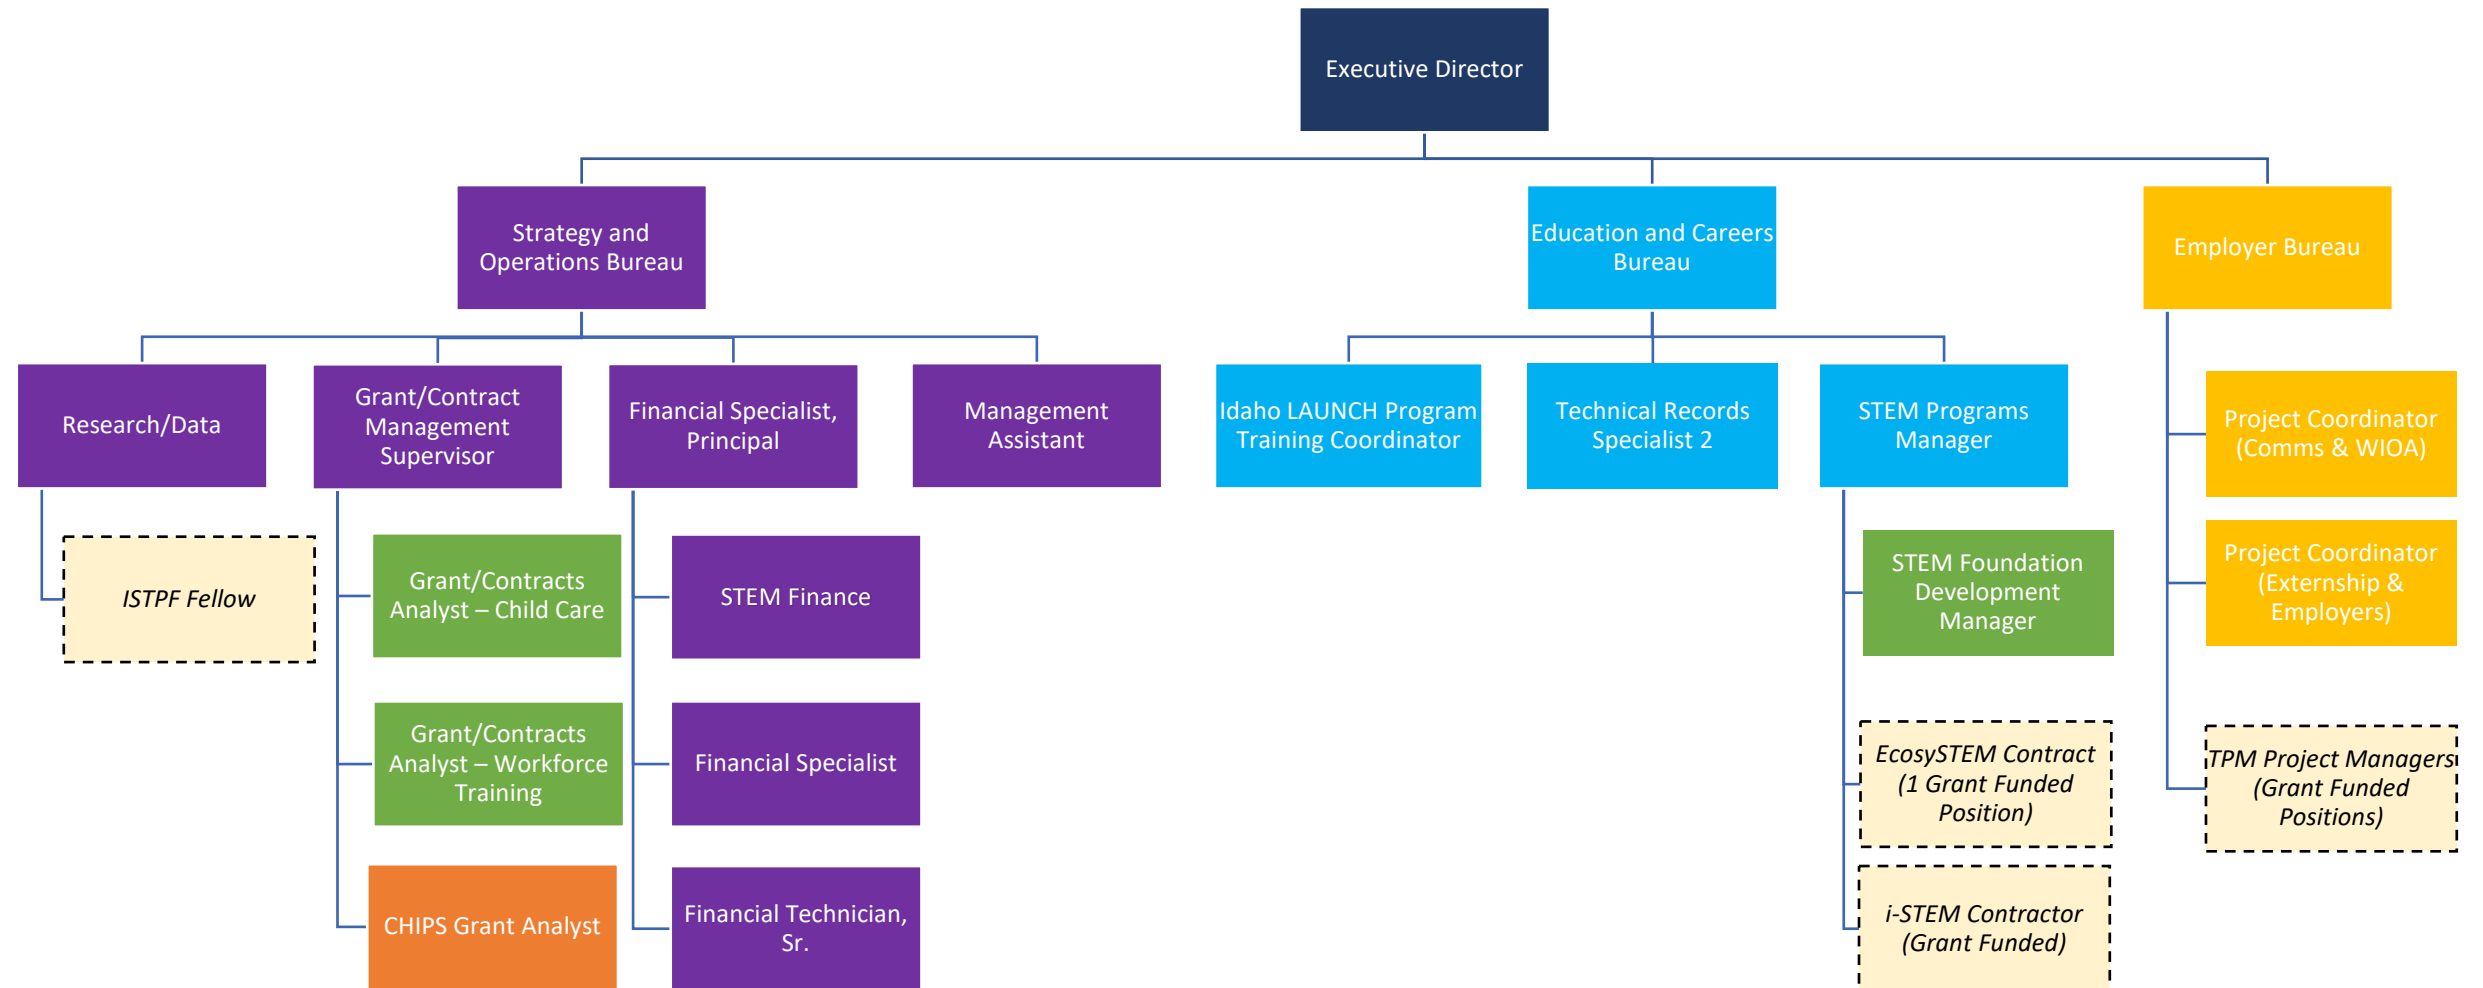 Executive Director
Strategy and
Operations Bureau
Education and Careers
Bureau
Employer Bureau
Research/Data
Grant/Contract
Management
Supervisor
Financial Specialist,
Principal
Management
Assistant
Idaho LAUNCH Program
Training Coordinator
Technical Records
Specialist 2
STEM Programs
Manager
Project Coordinator
(Comms & WIOA)
ISTPF Fellow
Grant/Contracts
Analyst – Child Care
STEM Finance
STEM Foundation
Development
Manager
Project Coordinator
(Externship &
Employers)
Grant/Contracts
Analyst – Workforce
Training
Financial Specialist
EcosySTEM Contract
(1 Grant Funded
Position)
TPM Project Managers
(Grant Funded
Positions)
CHIPS Grant Analyst
Financial Technician,
Sr.
i-STEM Contractor
(Grant Funded)